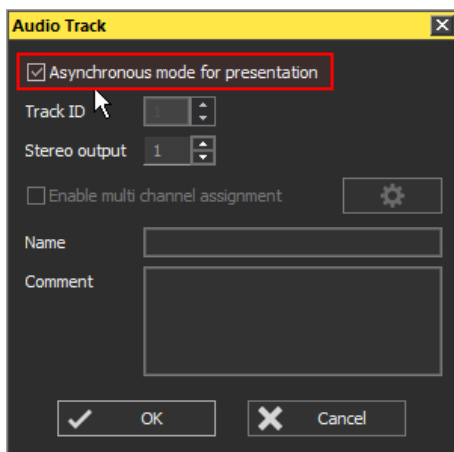 Audio Track
Asynchronous mode for presentation
Track ID 1
Stereo output 1
Enable multi channel assignment
Name
Comment
OK Cancel